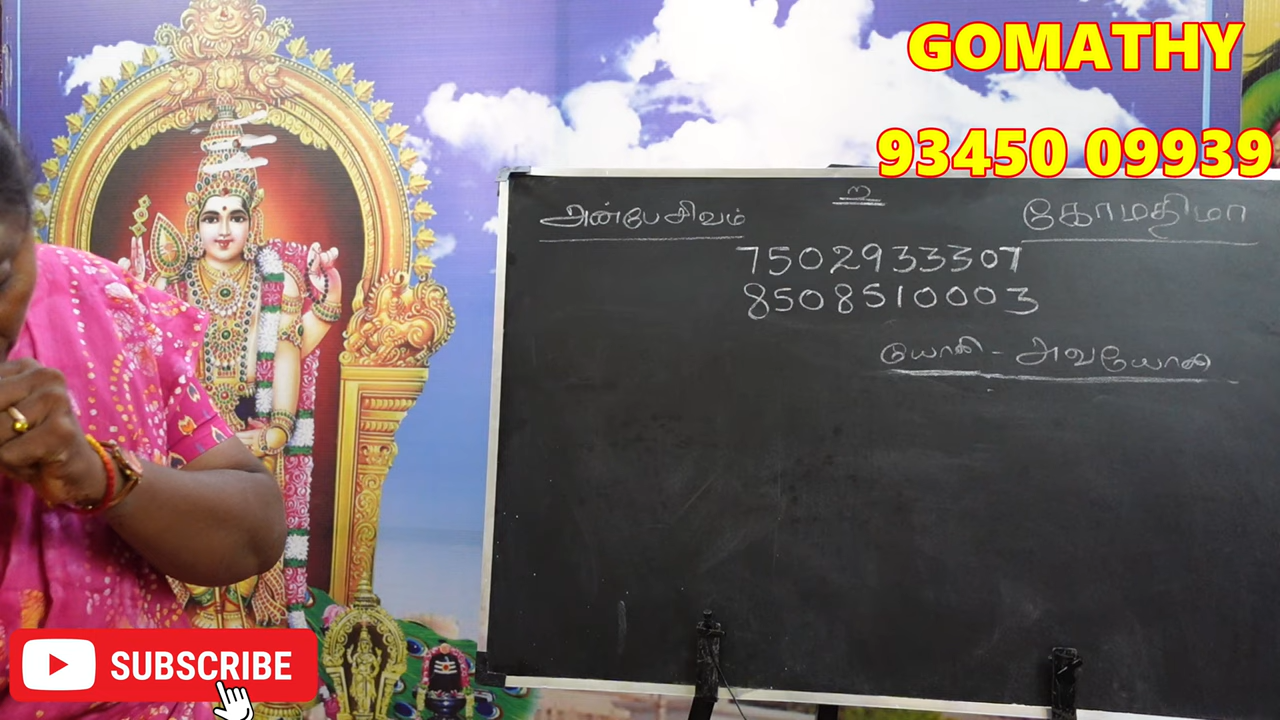 GOMATHY
93450 09939
உ
அன்பே சிவம்
கோமதிமா
7502933307
8508510003
யோகி - அவயோகி
SUBSCRIBE